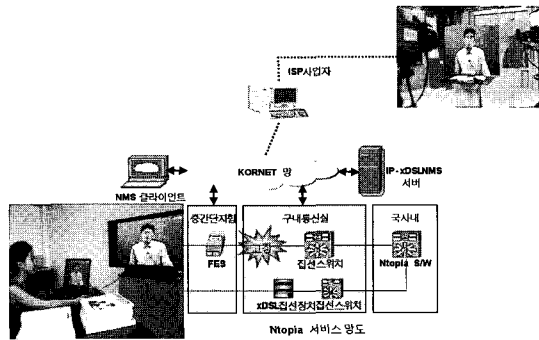 ISP사업자
KORNET 망
NMS 클라이언트
IP-xDSLNMS
서버
중간단자함
구내통신실
국사내
FES
고장
집선스위치
Ntopia S/W
xDSL집선장치
집선스위치
Ntopia 서비스 망도